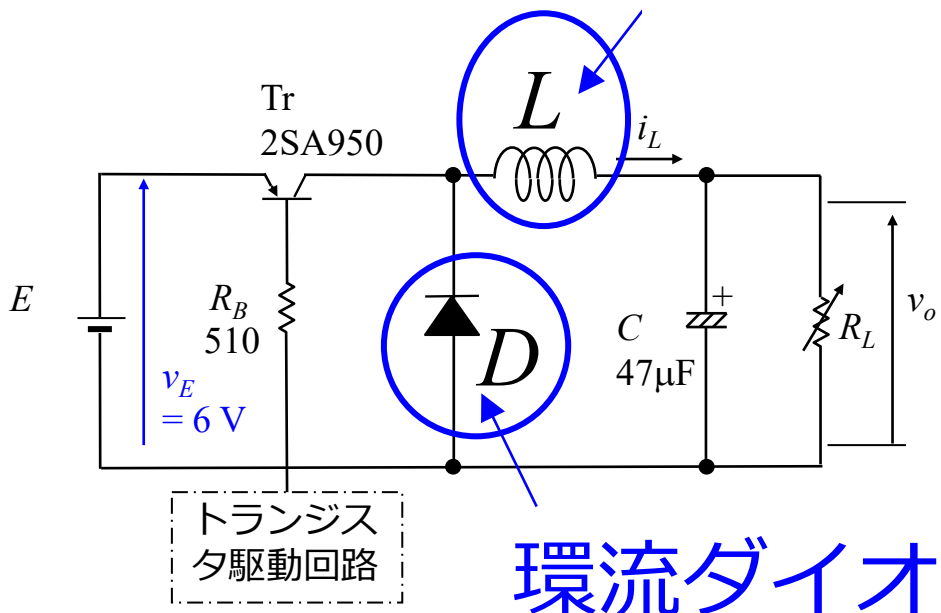 Tr
2SA950
L
i_L
E
v_E
= 6 V
R_B
510
D
C
47μF
+
R_L
v_o
トランジス
タ駆動回路
環流ダイオ